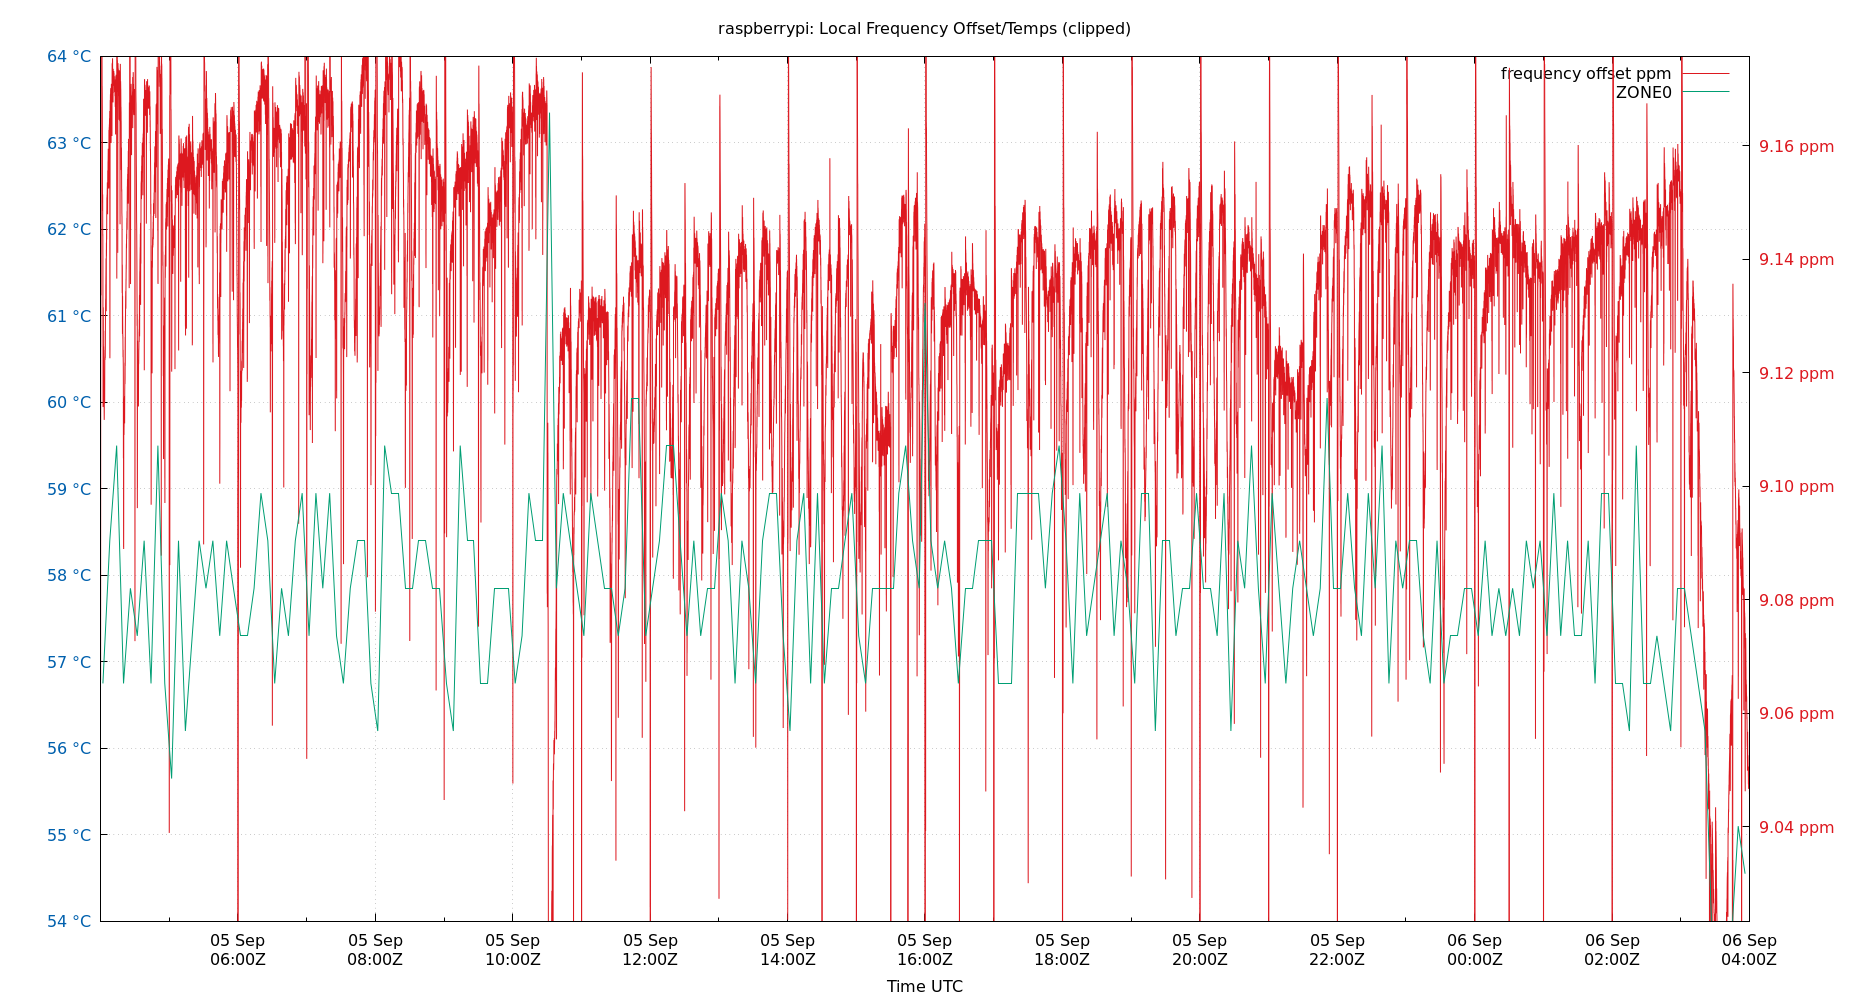 raspberrypi: Local Frequency Offset/Temps (clipped)
frequency offset ppm
ZONE0
64 °C
63 °C
62 °C
61 °C
60 °C
59 °C
58 °C
57 °C
56 °C
55 °C
54 °C
9.16 ppm
9.14 ppm
9.12 ppm
9.10 ppm
9.08 ppm
9.06 ppm
9.04 ppm
05 Sep 05 Sep 05 Sep 05 Sep 05 Sep 05 Sep 05 Sep 05 Sep 05 Sep 06 Sep 06 Sep 06 Sep
06:00Z 08:00Z 10:00Z 12:00Z 14:00Z 16:00Z 18:00Z 20:00Z 22:00Z 00:00Z 02:00Z 04:00Z
Time UTC